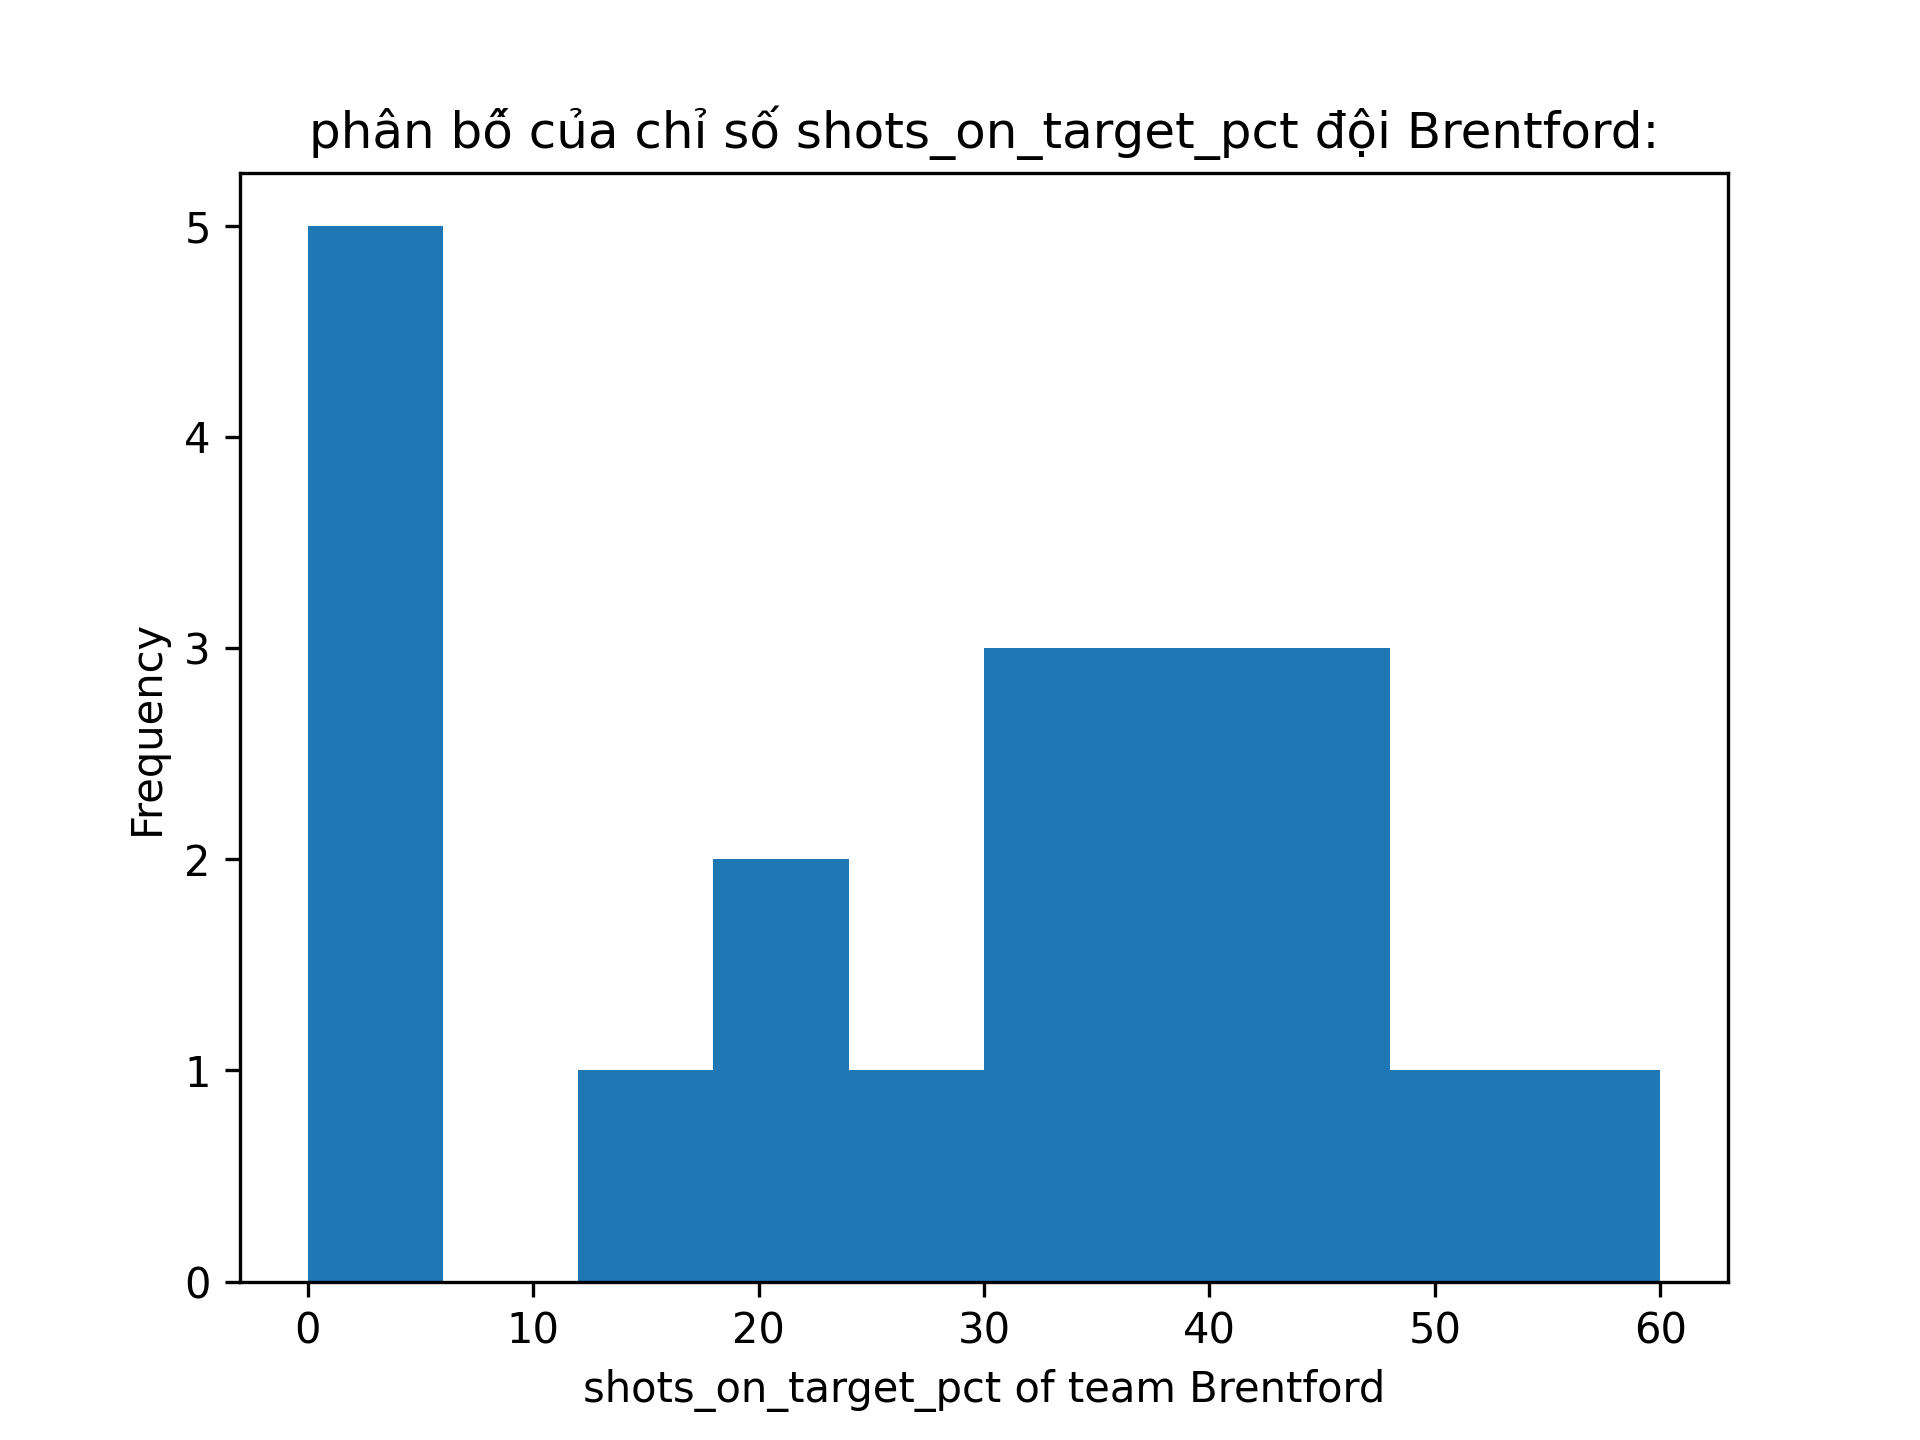 phân bố của chỉ số shots_on_target_pct đội Brentford:
5
4
3
2
1
0
Frequency
0 10 20 30 40 50 60
shots_on_target_pct of team Brentford